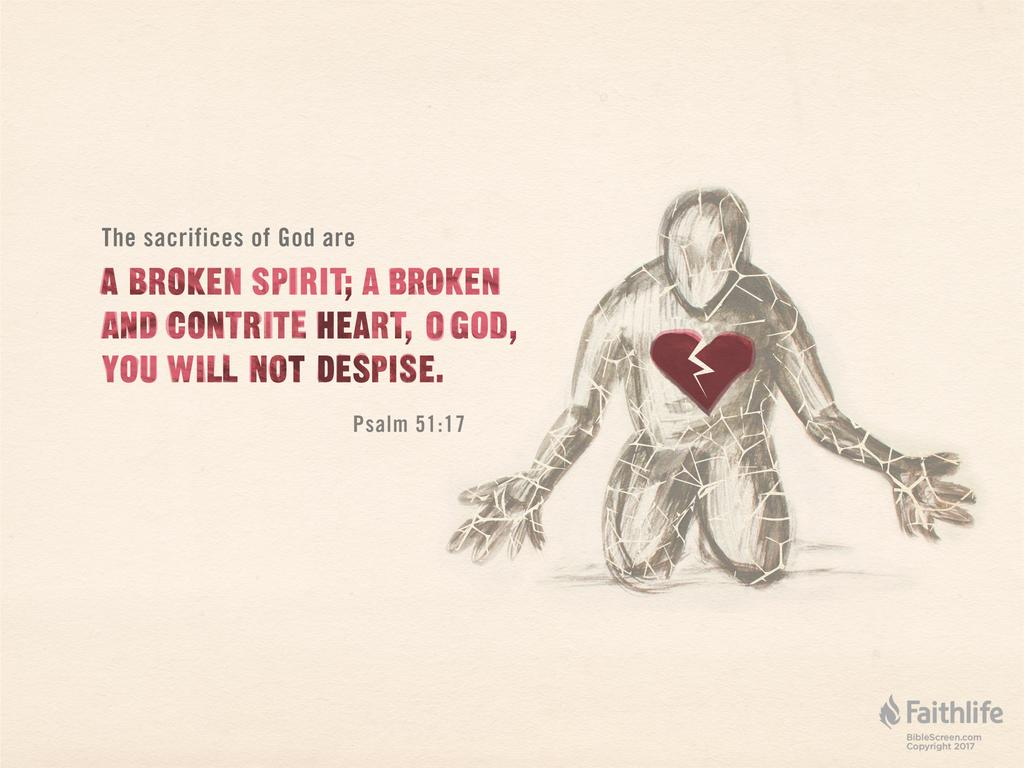 The sacrifices of God are
A BROKEN SPIRIT; A BROKEN
AND CONTRITE HEART, O GOD,
YOU WILL NOT DESPISE.
Psalm 51:17
Faithlife
BibleScreen.com
Copyright 2017